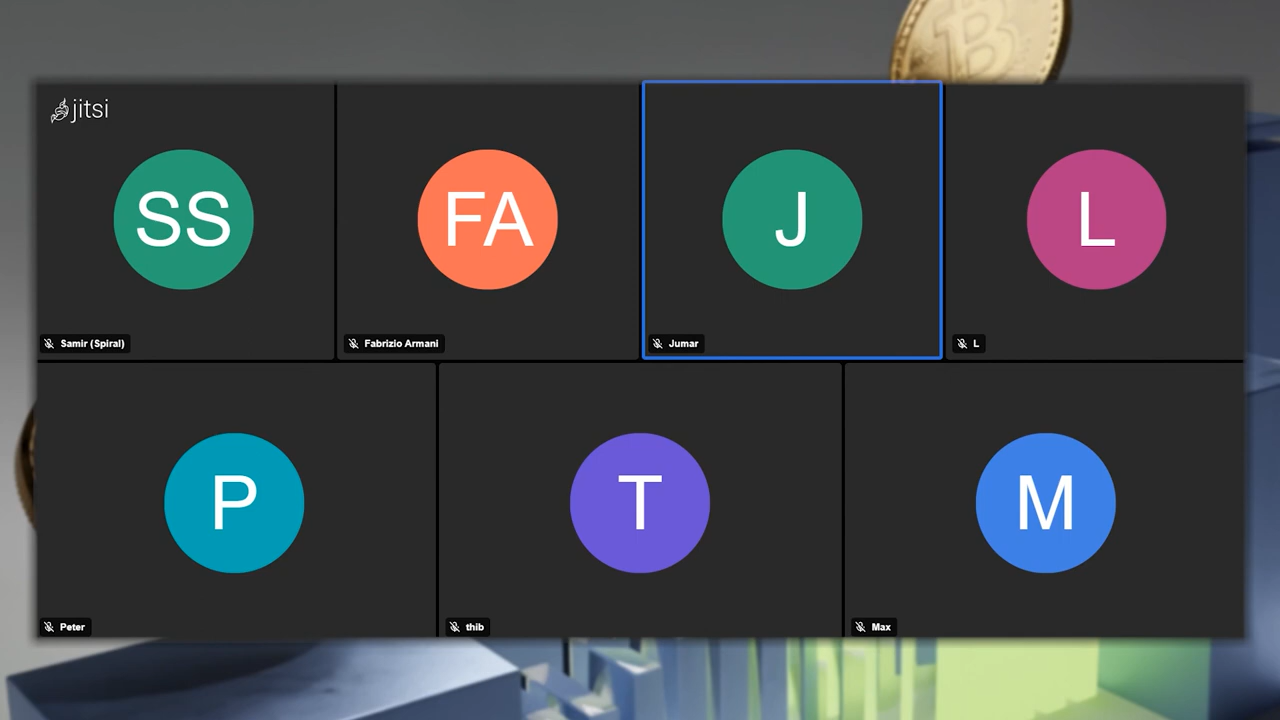 jitsi
SS
FA
J
L
Samir (Spiral)
Fabrizio Armani
Jumar
L
P
T
M
Peter
thib
Max